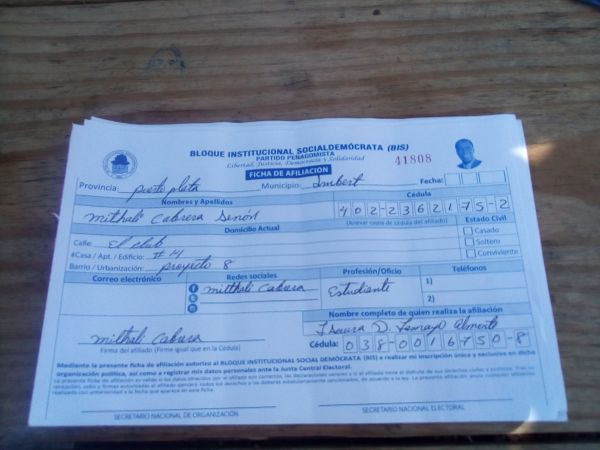 BLOQUE INSTITUCIONAL SOCIALDEMÓCRATA (BIS)
PARTIDO PEÑAGOMISTA
Libertad, Justicia, Democracia y Solidaridad
41808
FICHA DE AFILIACIÓN
Provincia: puerto plata Municipio: Imbert Fecha:
Nombres y Apellidos Cédula
mithali Cabrera Senón 402-2362175-2
(Anexar copia de cédula del afiliado)
Domicilio Actual Estado Civil
Calle: El club Casado
#Casa / Apt. / Edificio: #4 Soltero
Barrio / Urbanización: proyecto 8 Conviviente
Correo electrónico Redes sociales Profesión/Oficio Teléfonos
mitthali Cabrera Estudiante 1)
2)
Nombre completo de quien realiza la afiliación
D.
mitthali Cabrera Cédula: 038-0016750-8
Firma del afiliado (Firme igual que en la Cédula)
Mediante la presente ficha de afiliación autorizo al BLOQUE INSTITUCIONAL SOCIAL DEMÓCRATA (BIS) a realizar mi inscripción única y exclusiva en dicha
organización política, así como a registrar mis datos personales ante la Junta Central Electoral.
SECRETARIO NACIONAL DE ORGANIZACIÓN SECRETARIO NACIONAL ELECTORAL